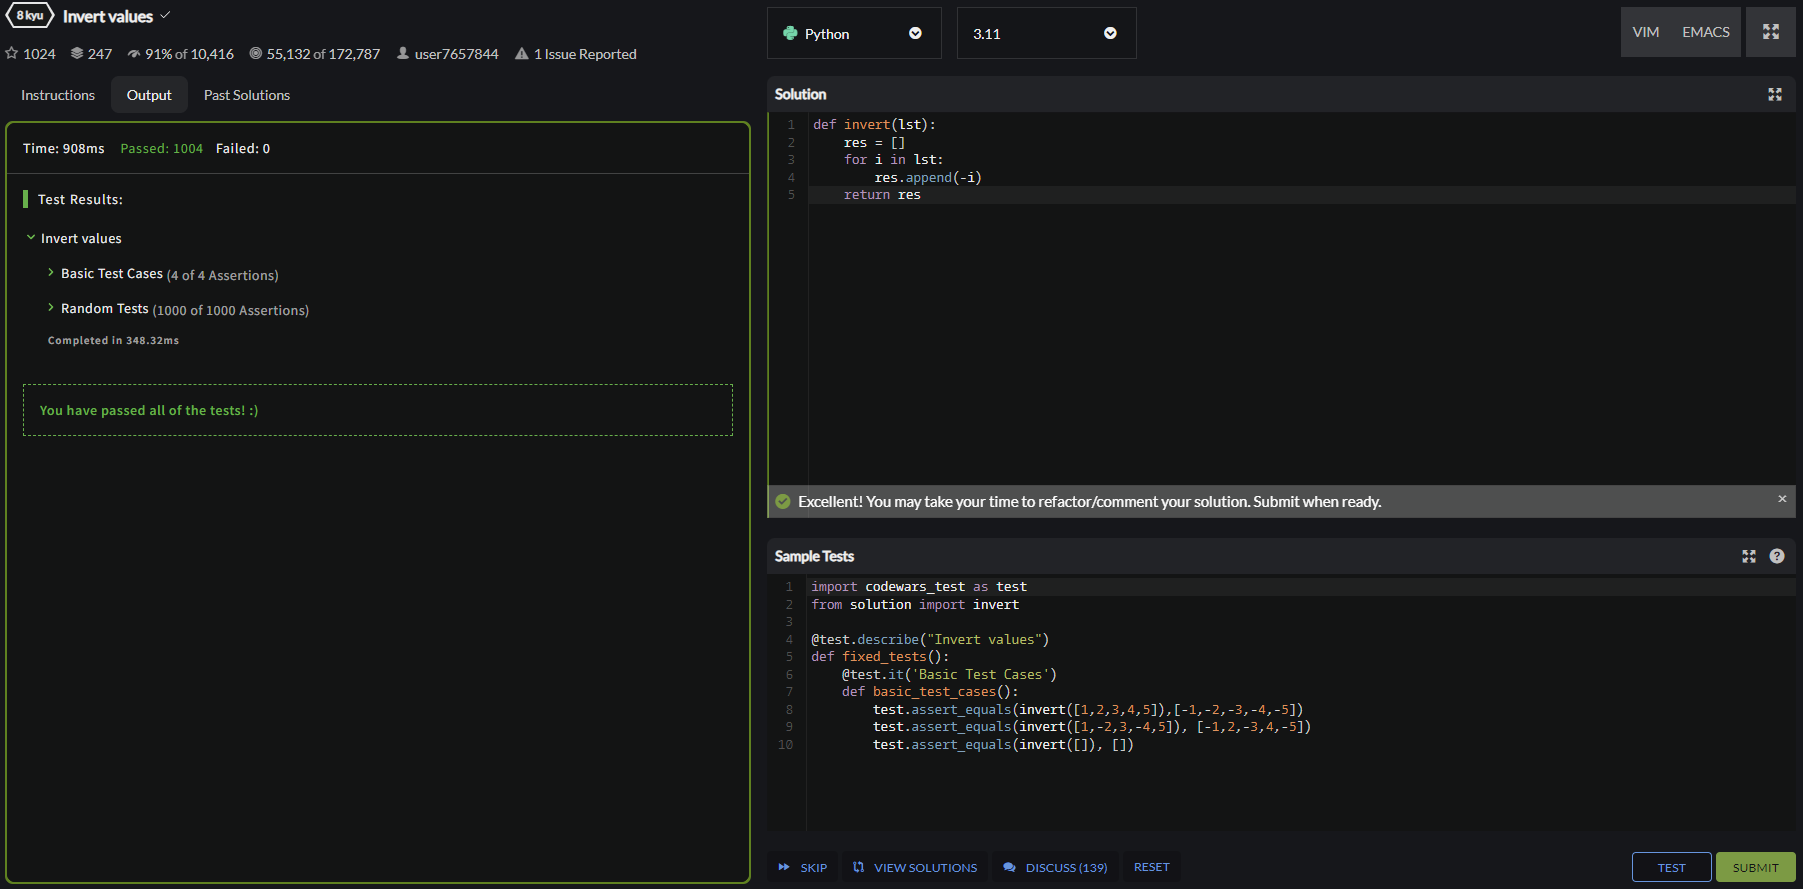 8 kyu Invert values
1024 247 91% of 10,416 55,132 of 172,787 user7657844 1 Issue Reported
Instructions Output Past Solutions
Time: 908ms Passed: 1004 Failed: 0
Test Results:
Invert values
Basic Test Cases (4 of 4 Assertions)
Random Tests (1000 of 1000 Assertions)
Completed in 348.32ms
You have passed all of the tests! :)
Python 3.11 VIM EMACS
Solution
1 def invert(lst):
2     res = []
3     for i in lst:
4         res.append(-i)
5     return res
Excellent! You may take your time to refactor/comment your solution. Submit when ready. ×
Sample Tests ?
1 import codewars_test as test
2 from solution import invert
3
4 @test.describe("Invert values")
5 def fixed_tests():
6     @test.it('Basic Test Cases')
7     def basic_test_cases():
8         test.assert_equals(invert([1,2,3,4,5]),[-1,-2,-3,-4,-5])
9         test.assert_equals(invert([1,-2,3,-4,5]), [-1,2,-3,4,-5])
10         test.assert_equals(invert([]), [])
SKIP VIEW SOLUTIONS DISCUSS (139) RESET TEST SUBMIT